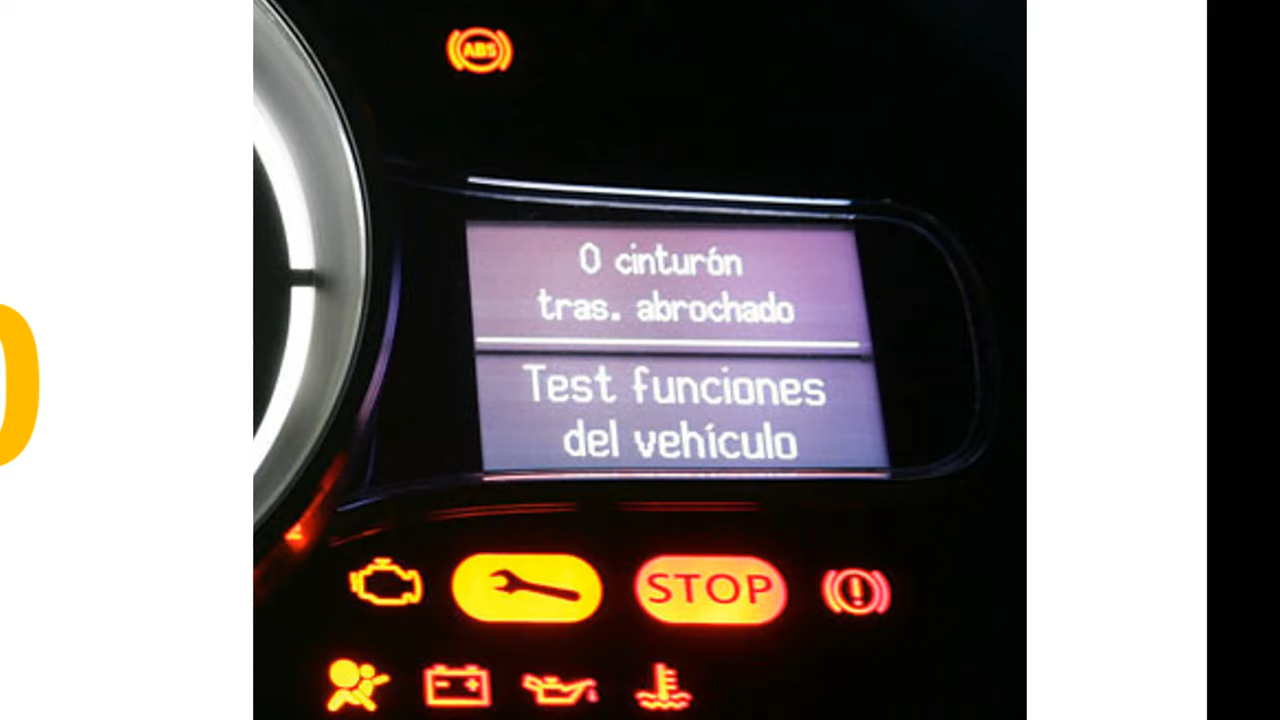 ABS
0 cinturón
tras. abrochado
Test funciones
del vehículo
STOP